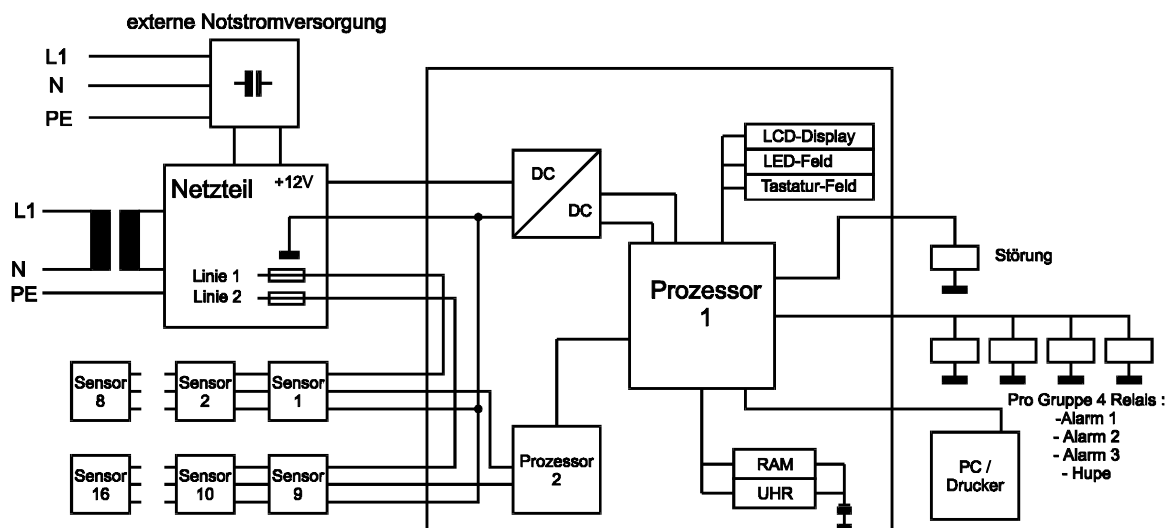 externe Notstromversorgung
L1
N
PE
Netzteil
+12V
L1
N
PE
Linie 1
Linie 2
DC
DC
LCD-Display
LED-Feld
Tastatur-Feld
Prozessor
1
Störung
Sensor
8
Sensor
2
Sensor
1
Pro Gruppe 4 Relais :
-Alarm 1
- Alarm 2
- Alarm 3
- Hupe
Sensor
16
Sensor
10
Sensor
9
Prozessor
2
RAM
UHR
PC /
Drucker